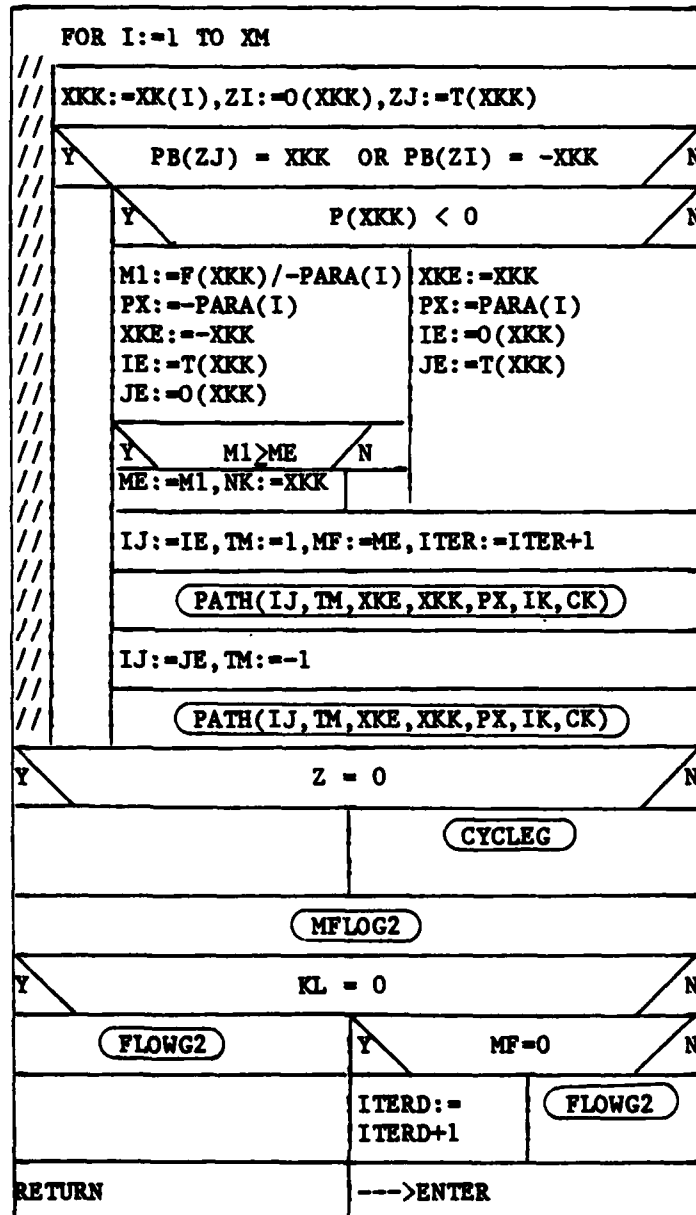 FOR I:=1 TO XM
XKK:=XK(I),ZI:=O(XKK),ZJ:=T(XKK)
Y PB(ZJ) = XKK OR PB(ZI) = -XKK N
Y P(XKK) < 0 N
M1:=F(XKK)/-PARA(I) XKE:=XKK
PX:=-PARA(I) PX:=PARA(I)
XKE:=-XKK IE:=O(XKK)
IE:=T(XKK) JE:=T(XKK)
JE:=O(XKK)
Y M1≥ME N
ME:=M1,NK:=XKK
IJ:=IE,TM:=1,MF:=ME,ITER:=ITER+1
PATH(IJ,TM,XKE,XKK,PX,IK,CK)
IJ:=JE,TM:=-1
PATH(IJ,TM,XKE,XKK,PX,IK,CK)
Y Z = 0 N
CYCLEG
MFLOG2
Y KL = 0 N
FLOWG2 Y MF=0 N
ITERD:= FLOWG2
ITERD+1
RETURN --->ENTER